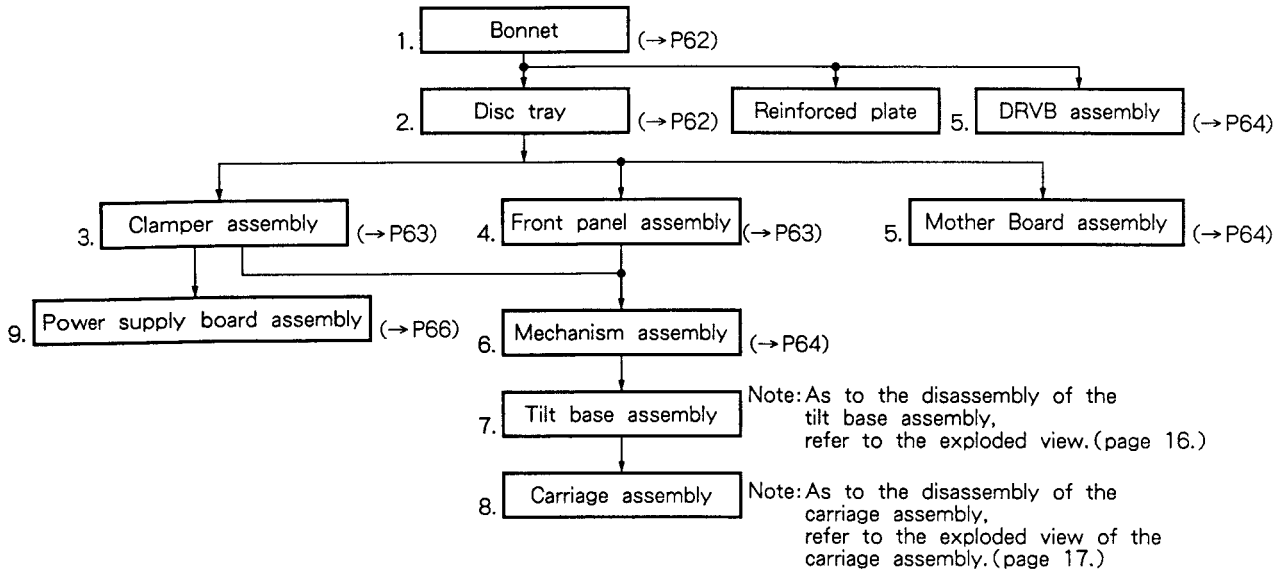 1. Bonnet (→P62)
2. Disc tray (→P62)
Reinforced plate
5. DRVB assembly (→P64)
3. Clamper assembly (→P63)
4. Front panel assembly (→P63)
5. Mother Board assembly (→P64)
9. Power supply board assembly (→P66)
6. Mechanism assembly (→P64)
7. Tilt base assembly
Note: As to the disassembly of the
tilt base assembly,
refer to the exploded view. (page 16.)
8. Carriage assembly
Note: As to the disassembly of the
carriage assembly,
refer to the exploded view of the
carriage assembly. (page 17.)